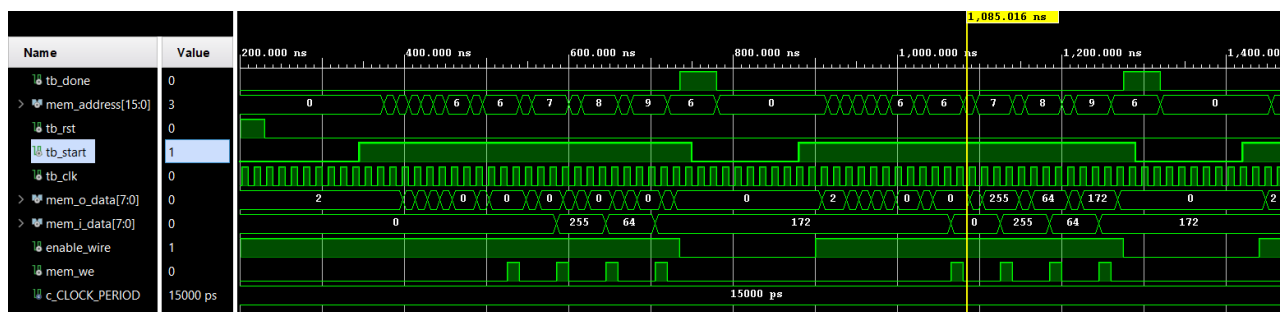 1,085.016 ns
Name Value 200.000 ns 400.000 ns 600.000 ns 800.000 ns 1,000.000 ns 1,200.000 ns 1,400.00
tb_done 0
mem_address[15:0] 3 0 6 6 7 8 9 6 0 6 6 7 8 9 6 0
tb_rst 0
tb_start 1
tb_clk 0
mem_o_data[7:0] 0 2 0 0 0 0 0 2 0 0 255 64 172 0 2
mem_i_data[7:0] 0 0 255 64 172 0 255 64 172
enable_wire 1
mem_we 0
c_CLOCK_PERIOD 15000 ps 15000 ps